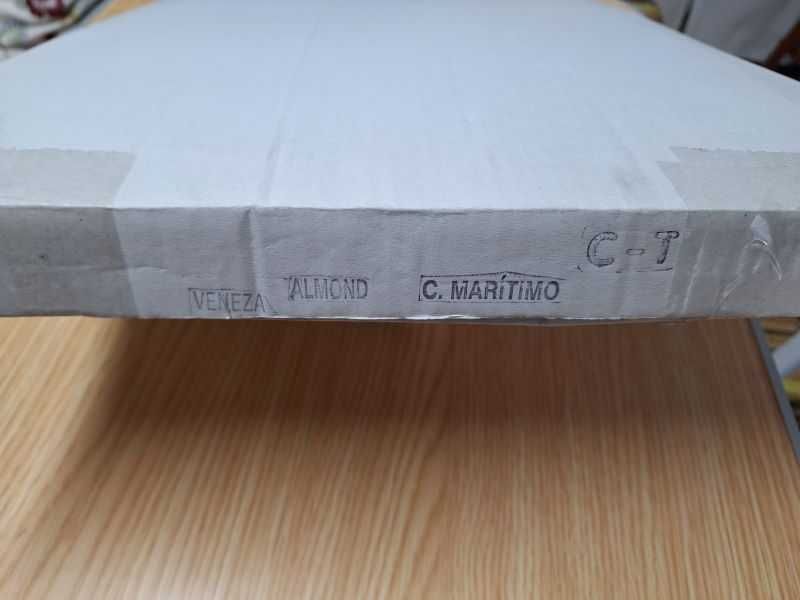 C - T
VENEZA ALMOND C. MARÍTIMO